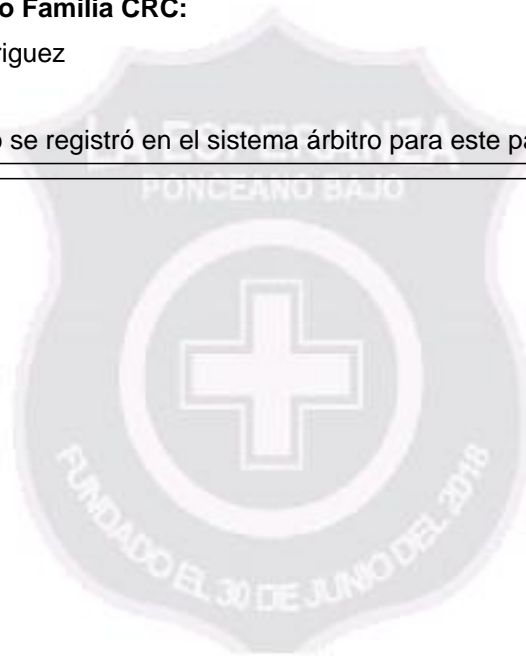 o Familia CRC:
riguez
o se registró en el sistema árbitro para este pa
LA ESPERANZA
PONCEANO BAJO
FUNDADO EL 30 DE JUNIO DEL 2018